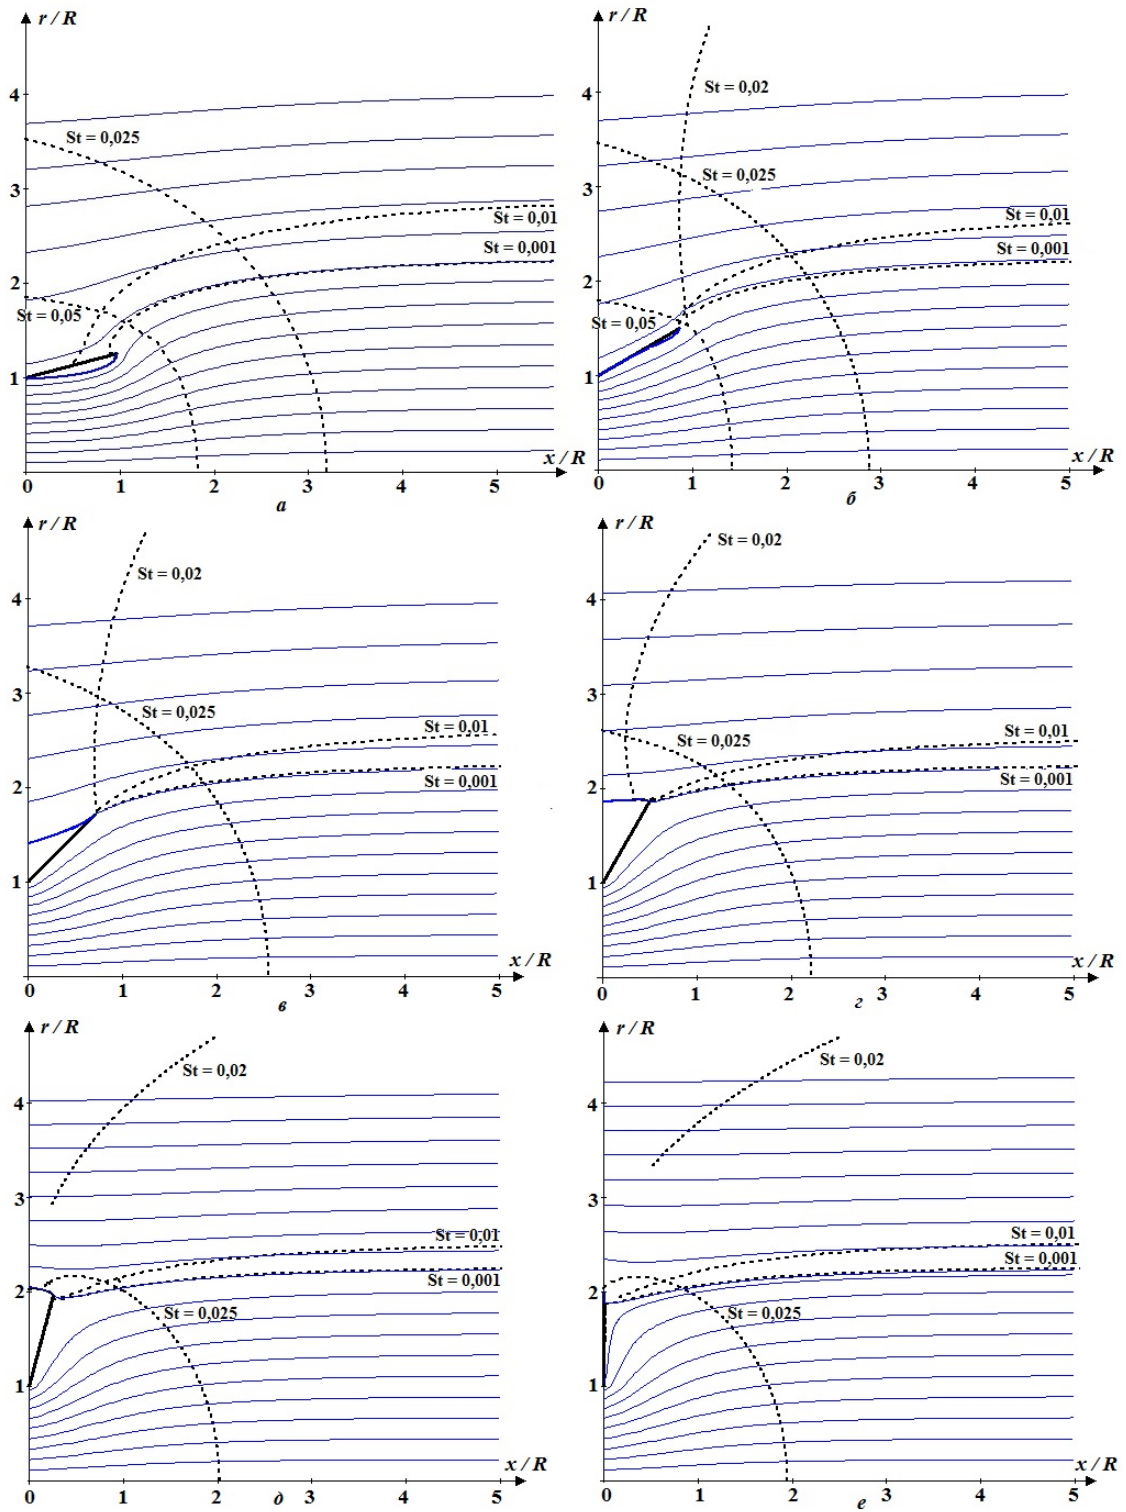 r / R
4
St = 0,025
3
St = 0,01
St = 0,001
2
St = 0,05
1
x / R
0 1 2 3 4 5
а
r / R
St = 0,02
4
St = 0,025
3
St = 0,01
St = 0,001
2
St = 0,05
1
x / R
0 1 2 3 4 5
б
r / R
St = 0,02
4
3
St = 0,025
St = 0,01
St = 0,001
2
1
x / R
0 1 2 3 4 5
в
r / R
St = 0,02
4
3
St = 0,01
St = 0,025
St = 0,001
2
1
x / R
0 1 2 3 4 5
г
r / R
St = 0,02
4
3
St = 0,01
St = 0,001
2
St = 0,025
1
x / R
0 1 2 3 4 5
д
r / R
St = 0,02
4
3
St = 0,01
St = 0,001
2
St = 0,025
1
x / R
0 1 2 3 4 5
е